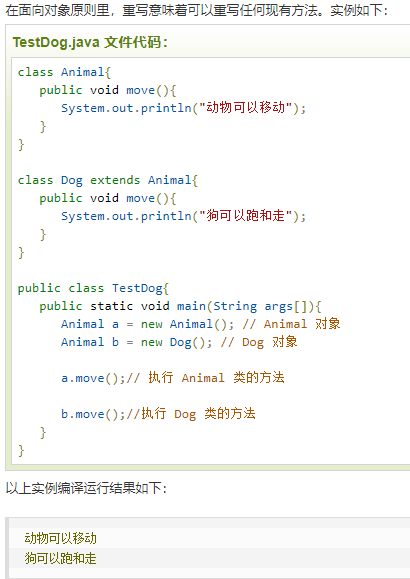 在面向对象原则里，重写意味着可以重写任何现有方法。实例如下：
TestDog.java 文件代码：
class Animal{
public void move(){
System.out.println("动物可以移动");
}
}
class Dog extends Animal{
public void move(){
System.out.println("狗可以跑和走");
}
}
public class TestDog{
public static void main(String args[]){
Animal a = new Animal(); // Animal 对象
Animal b = new Dog(); // Dog 对象
a.move();// 执行 Animal 类的方法
b.move();//执行 Dog 类的方法
}
}
以上实例编译运行结果如下：
动物可以移动
狗可以跑和走